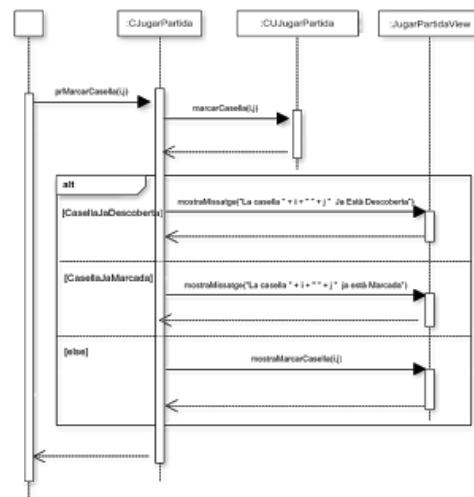 :CJugarPartida
:CUJugarPartida
:JugarPartidaView
prMarcarCasella(i,j)
marcarCasella(i,j)
alt
mostraMissatge("La casella " + i + " " + j " Ja Està Descoberta")
[CasellaJaDescoberta]
[CasellaJaMarcada]
mostraMissatge("La casella " + i + " " + j " ja està Marcada")
[else]
mostraMarcarCasella(i,j)